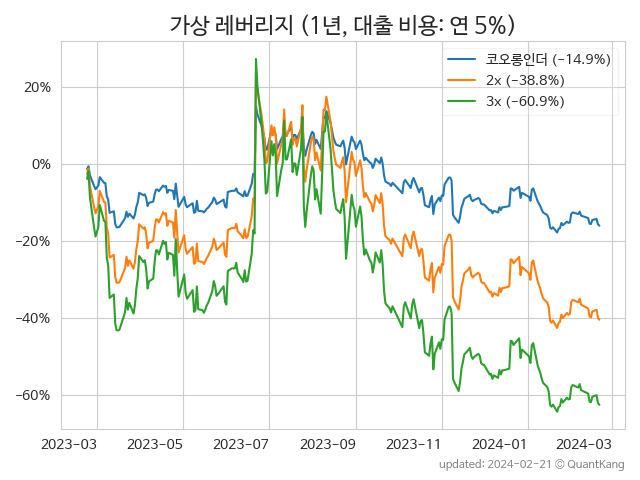 가상 레버리지 (1년, 대출 비용: 연 5%)
코오롱인더 (−14.9%)
2x (−38.8%)
3x (−60.9%)
20%
0%
−20%
−40%
−60%
2023-03 2023-05 2023-07 2023-09 2023-11 2024-01 2024-03
updated: 2024-02-21 © QuantKang